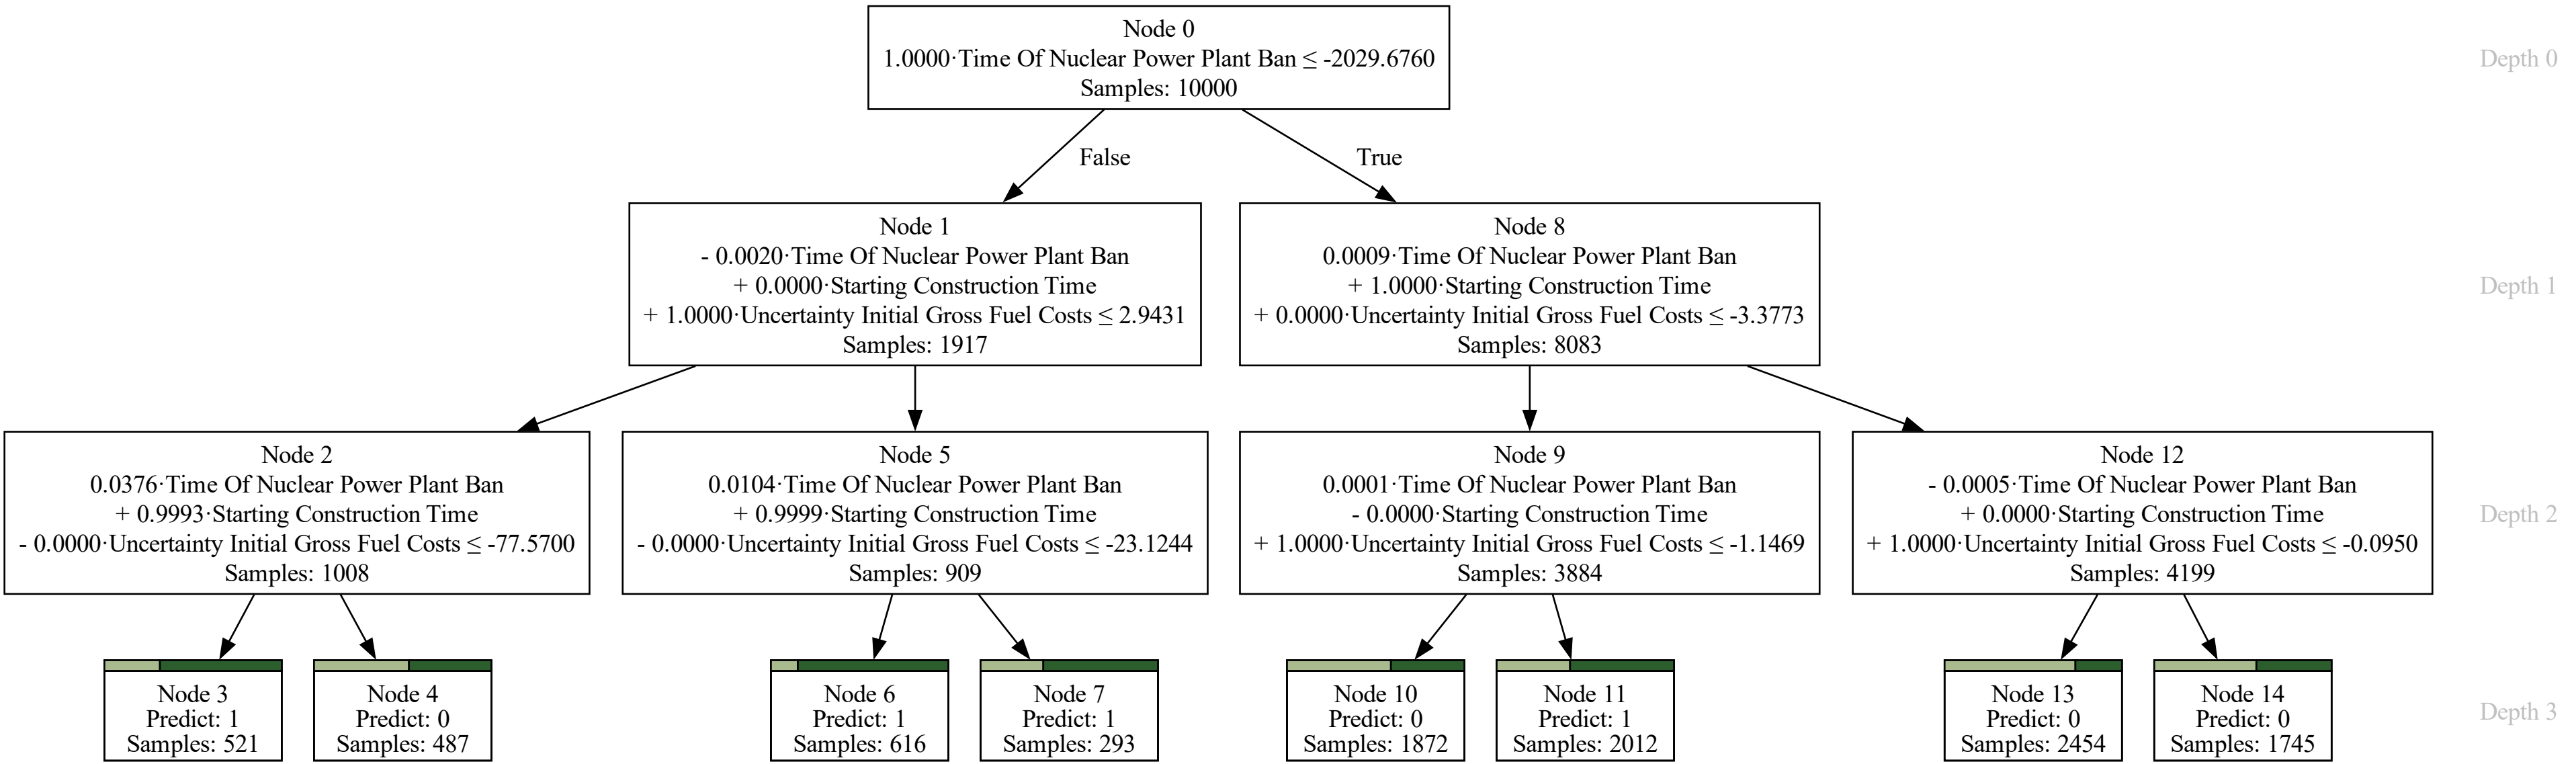 Node 0
1.0000·Time Of Nuclear Power Plant Ban ≤ -2029.6760
Samples: 10000
Depth 0
False
True
Node 1
- 0.0020·Time Of Nuclear Power Plant Ban
+ 0.0000·Starting Construction Time
+ 1.0000·Uncertainty Initial Gross Fuel Costs ≤ 2.9431
Samples: 1917
Node 8
0.0009·Time Of Nuclear Power Plant Ban
+ 1.0000·Starting Construction Time
+ 0.0000·Uncertainty Initial Gross Fuel Costs ≤ -3.3773
Samples: 8083
Depth 1
Node 2
0.0376·Time Of Nuclear Power Plant Ban
+ 0.9993·Starting Construction Time
- 0.0000·Uncertainty Initial Gross Fuel Costs ≤ -77.5700
Samples: 1008
Node 5
0.0104·Time Of Nuclear Power Plant Ban
+ 0.9999·Starting Construction Time
- 0.0000·Uncertainty Initial Gross Fuel Costs ≤ -23.1244
Samples: 909
Node 9
0.0001·Time Of Nuclear Power Plant Ban
- 0.0000·Starting Construction Time
+ 1.0000·Uncertainty Initial Gross Fuel Costs ≤ -1.1469
Samples: 3884
Node 12
- 0.0005·Time Of Nuclear Power Plant Ban
+ 0.0000·Starting Construction Time
+ 1.0000·Uncertainty Initial Gross Fuel Costs ≤ -0.0950
Samples: 4199
Depth 2
Node 3
Predict: 1
Samples: 521
Node 4
Predict: 0
Samples: 487
Node 6
Predict: 1
Samples: 616
Node 7
Predict: 1
Samples: 293
Node 10
Predict: 0
Samples: 1872
Node 11
Predict: 1
Samples: 2012
Node 13
Predict: 0
Samples: 2454
Node 14
Predict: 0
Samples: 1745
Depth 3